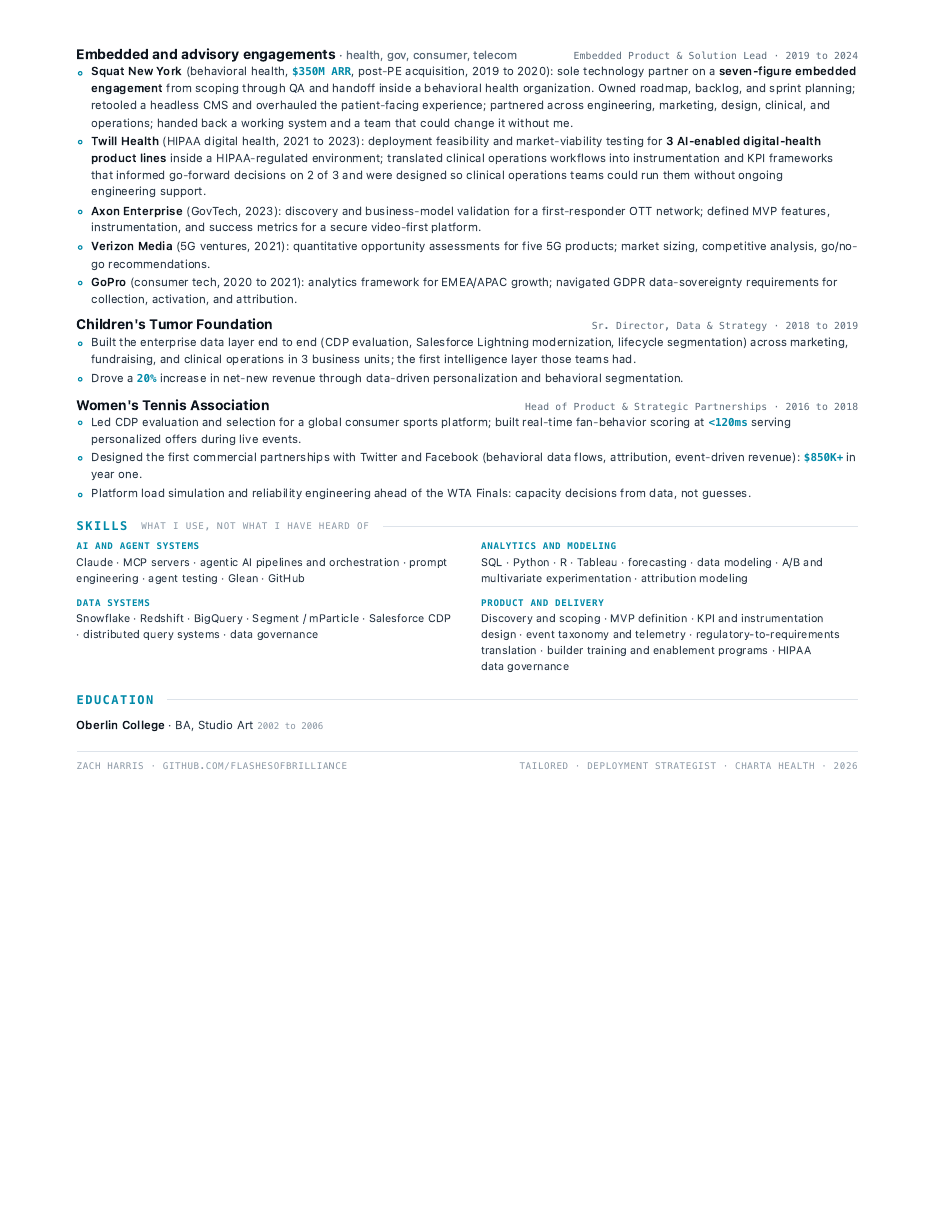 Embedded and advisory engagements · health, gov, consumer, telecom Embedded Product & Solution Lead · 2019 to 2024
Squat New York (behavioral health, $350M ARR, post-PE acquisition, 2019 to 2020): sole technology partner on a seven-figure embedded
engagement from scoping through QA and handoff inside a behavioral health organization. Owned roadmap, backlog, and sprint planning;
retooled a headless CMS and overhauled the patient-facing experience; partnered across engineering, marketing, design, clinical, and
operations; handed back a working system and a team that could change it without me.
Twill Health (HIPAA digital health, 2021 to 2023): deployment feasibility and market-viability testing for 3 AI-enabled digital-health
product lines inside a HIPAA-regulated environment; translated clinical operations workflows into instrumentation and KPI frameworks
that informed go-forward decisions on 2 of 3 and were designed so clinical operations teams could run them without ongoing
engineering support.
Axon Enterprise (GovTech, 2023): discovery and business-model validation for a first-responder OTT network; defined MVP features,
instrumentation, and success metrics for a secure video-first platform.
Verizon Media (5G ventures, 2021): quantitative opportunity assessments for five 5G products; market sizing, competitive analysis, go/no-
go recommendations.
GoPro (consumer tech, 2020 to 2021): analytics framework for EMEA/APAC growth; navigated GDPR data-sovereignty requirements for
collection, activation, and attribution.
Children's Tumor Foundation Sr. Director, Data & Strategy · 2018 to 2019
Built the enterprise data layer end to end (CDP evaluation, Salesforce Lightning modernization, lifecycle segmentation) across marketing,
fundraising, and clinical operations in 3 business units; the first intelligence layer those teams had.
Drove a 20% increase in net-new revenue through data-driven personalization and behavioral segmentation.
Women's Tennis Association Head of Product & Strategic Partnerships · 2016 to 2018
Led CDP evaluation and selection for a global consumer sports platform; built real-time fan-behavior scoring at <120ms serving
personalized offers during live events.
Designed the first commercial partnerships with Twitter and Facebook (behavioral data flows, attribution, event-driven revenue): $850K+ in
year one.
Platform load simulation and reliability engineering ahead of the WTA Finals: capacity decisions from data, not guesses.
SKILLS WHAT I USE, NOT WHAT I HAVE HEARD OF
AI AND AGENT SYSTEMS
Claude · MCP servers · agentic AI pipelines and orchestration · prompt
engineering · agent testing · Glean · GitHub
ANALYTICS AND MODELING
SQL · Python · R · Tableau · forecasting · data modeling · A/B and
multivariate experimentation · attribution modeling
DATA SYSTEMS
Snowflake · Redshift · BigQuery · Segment / mParticle · Salesforce CDP
· distributed query systems · data governance
PRODUCT AND DELIVERY
Discovery and scoping · MVP definition · KPI and instrumentation
design · event taxonomy and telemetry · regulatory-to-requirements
translation · builder training and enablement programs · HIPAA
data governance
EDUCATION
Oberlin College · BA, Studio Art 2002 to 2006
ZACH HARRIS · GITHUB.COM/FLASHESOFBRILLIANCE TAILORED · DEPLOYMENT STRATEGIST · CHARTA HEALTH · 2026